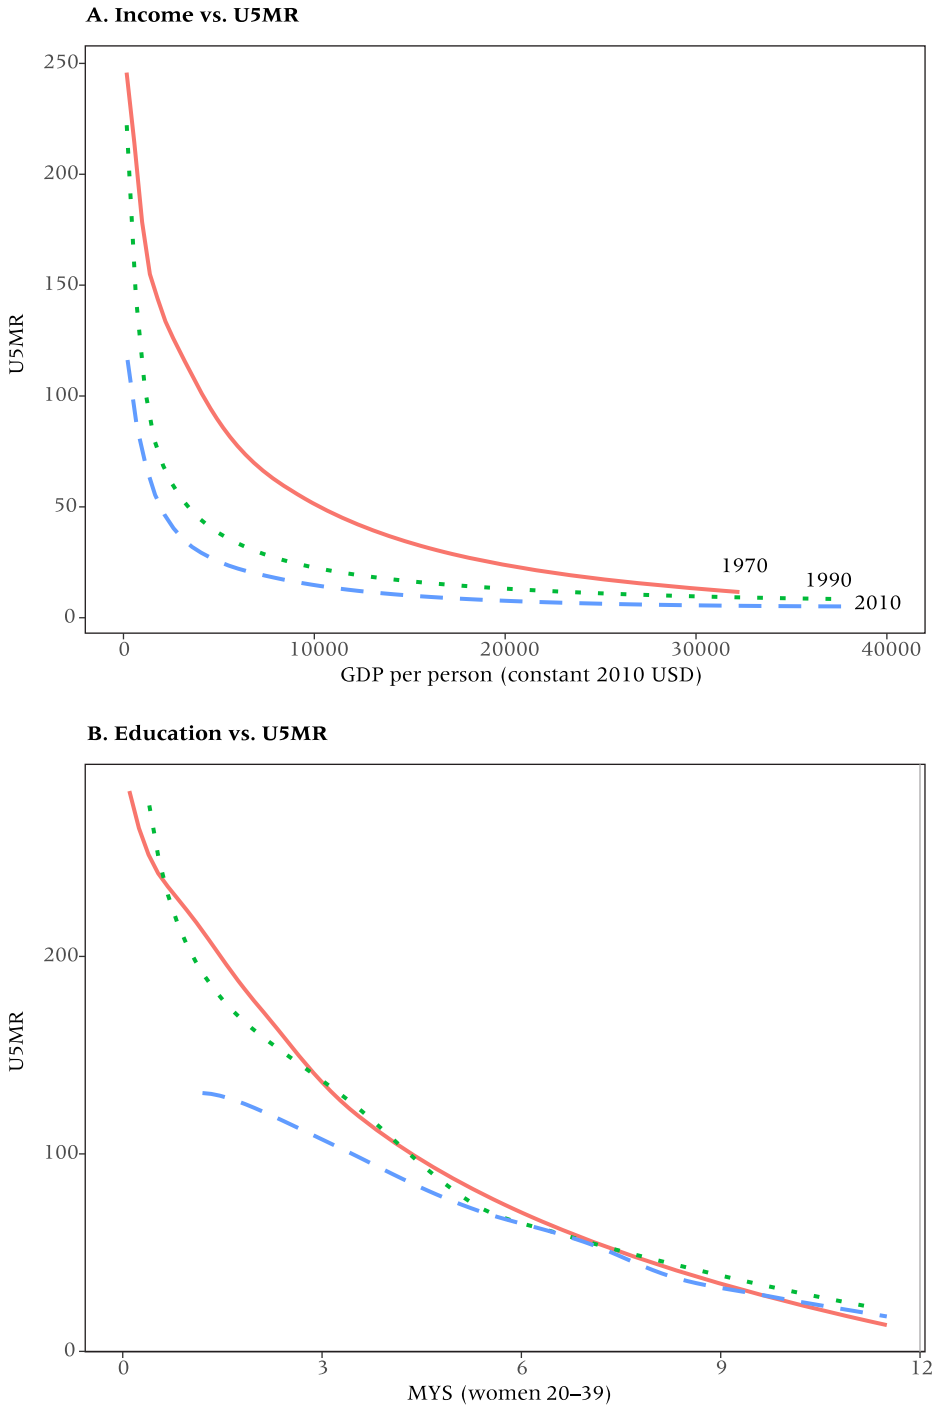 A. Income vs. U5MR
250
200
150
100
50
0
U5MR
1970
1990
2010
0 10000 20000 30000 40000
GDP per person (constant 2010 USD)
B. Education vs. U5MR
200
100
0
U5MR
0 3 6 9 12
MYS (women 20–39)